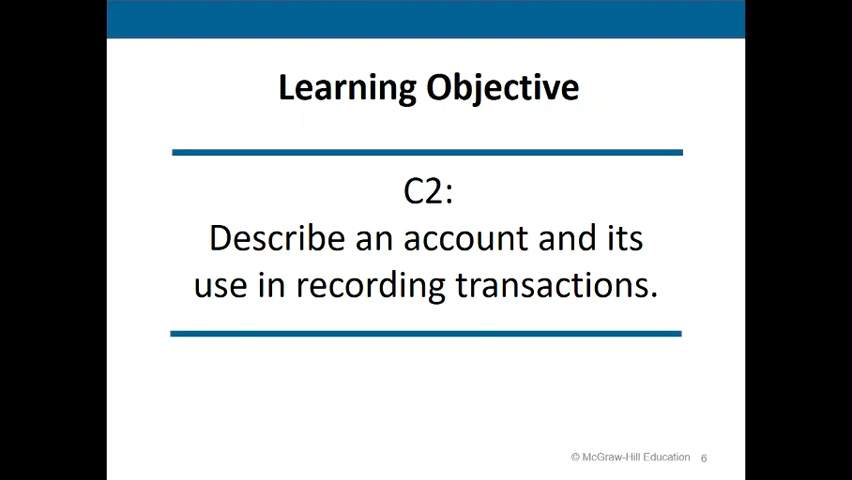 Learning Objective
C2:
Describe an account and its
use in recording transactions.
© McGraw-Hill Education 6